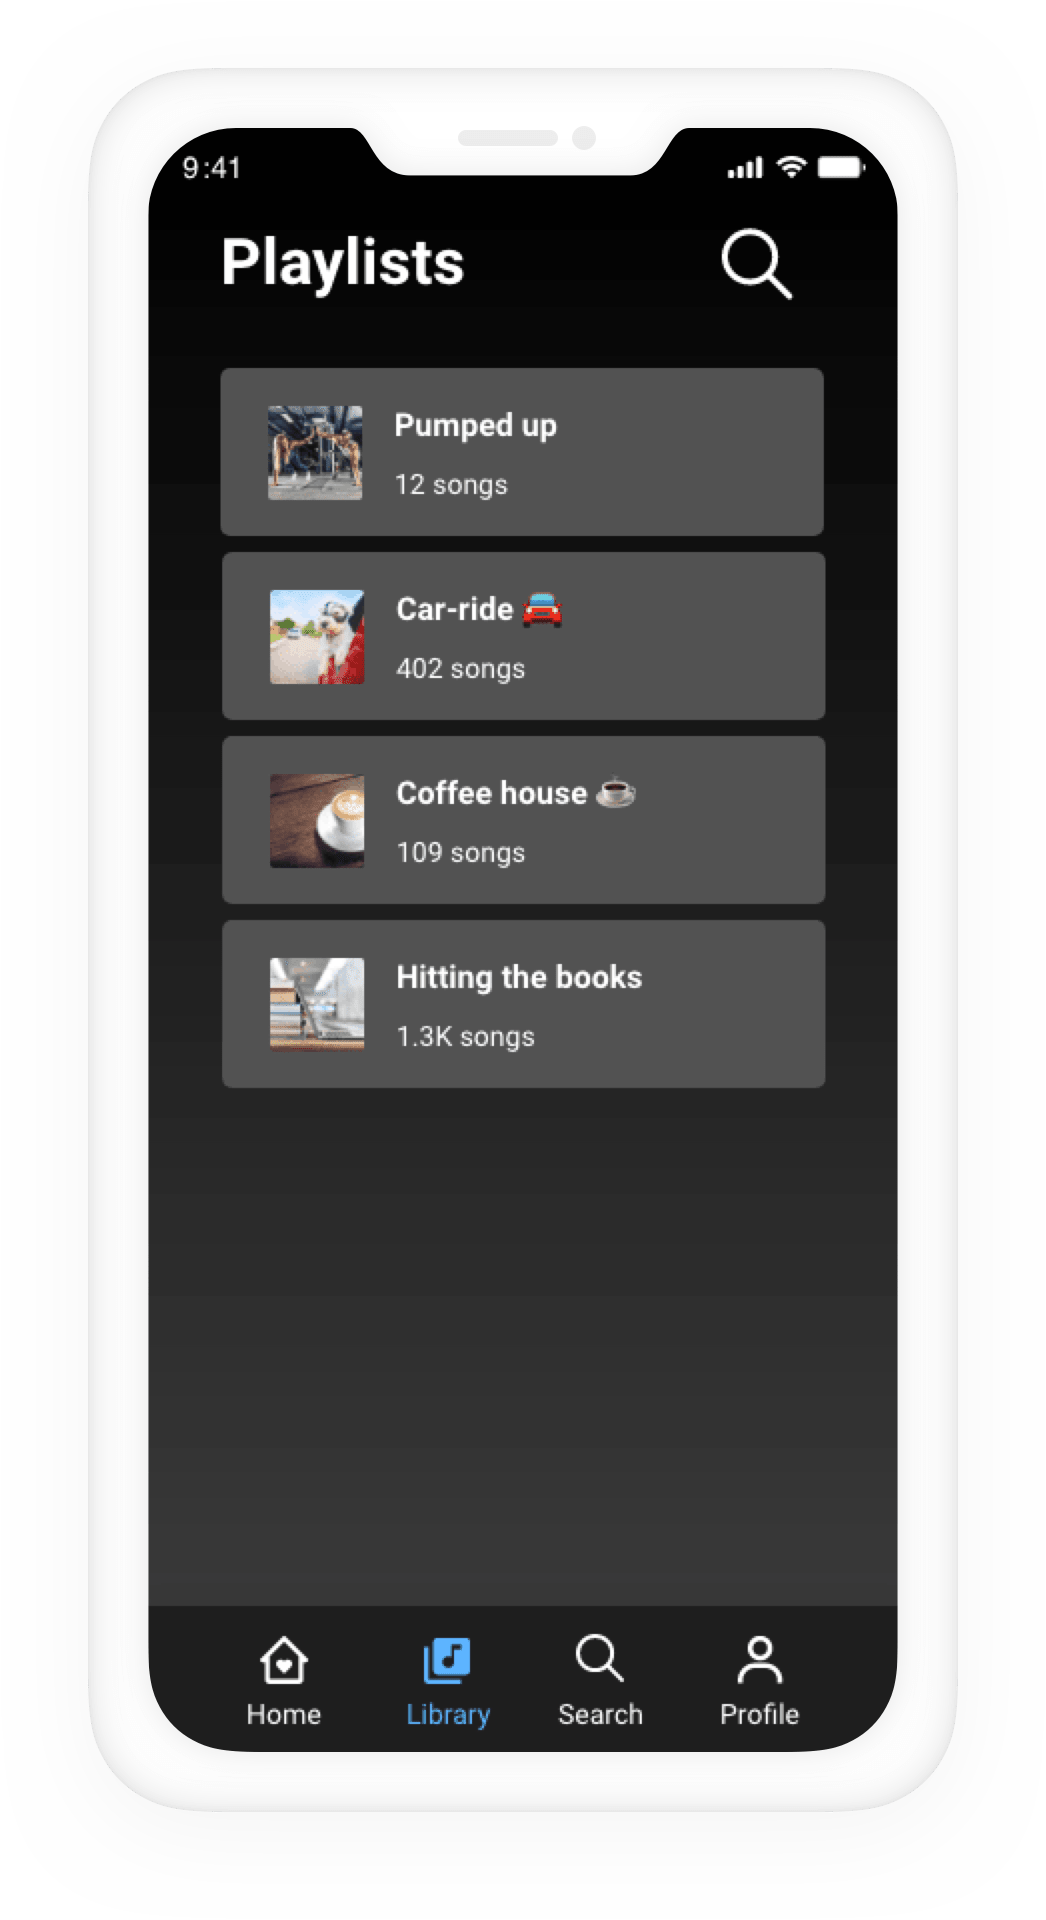 9:41
Playlists
Pumped up
12 songs
Car-ride 🚘
402 songs
Coffee house ☕
109 songs
Hitting the books
1.3K songs
Home Library Search Profile